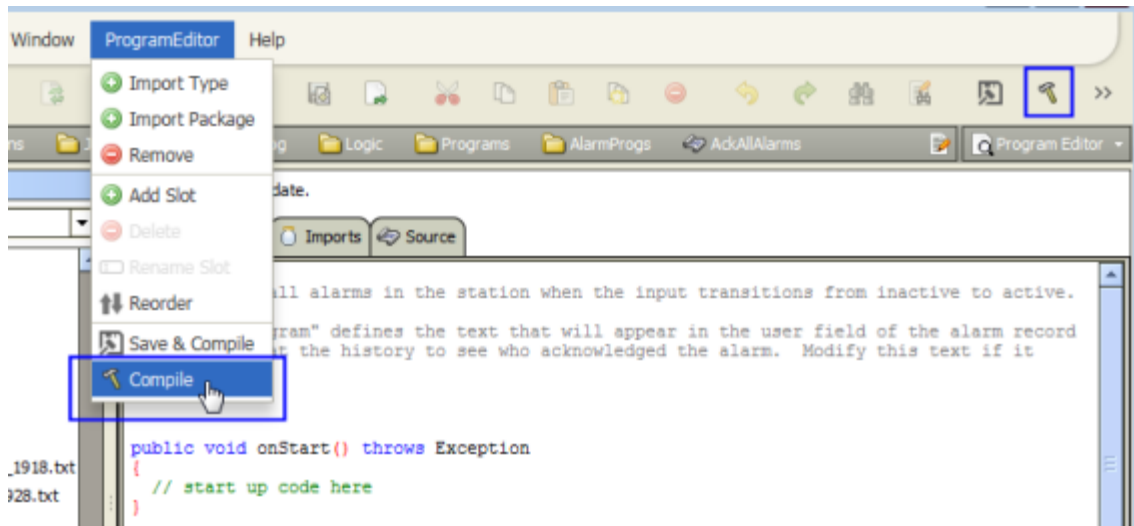 Window ProgramEditor Help
Import Type
Import Package
Remove
Logic Programs AlarmProgs AckAllAlarms Program Editor
Add Slot
date.
Delete
Imports Source
Rename Slot
all alarms in the station when the input transitions from inactive to active.
Reorder
gram" defines the text that will appear in the user field of the alarm record
Save & Compile
the history to see who acknowledged the alarm. Modify this text if it
Compile
public void onStart() throws Exception
_1918.txt
{
// start up code here
928.txt
}